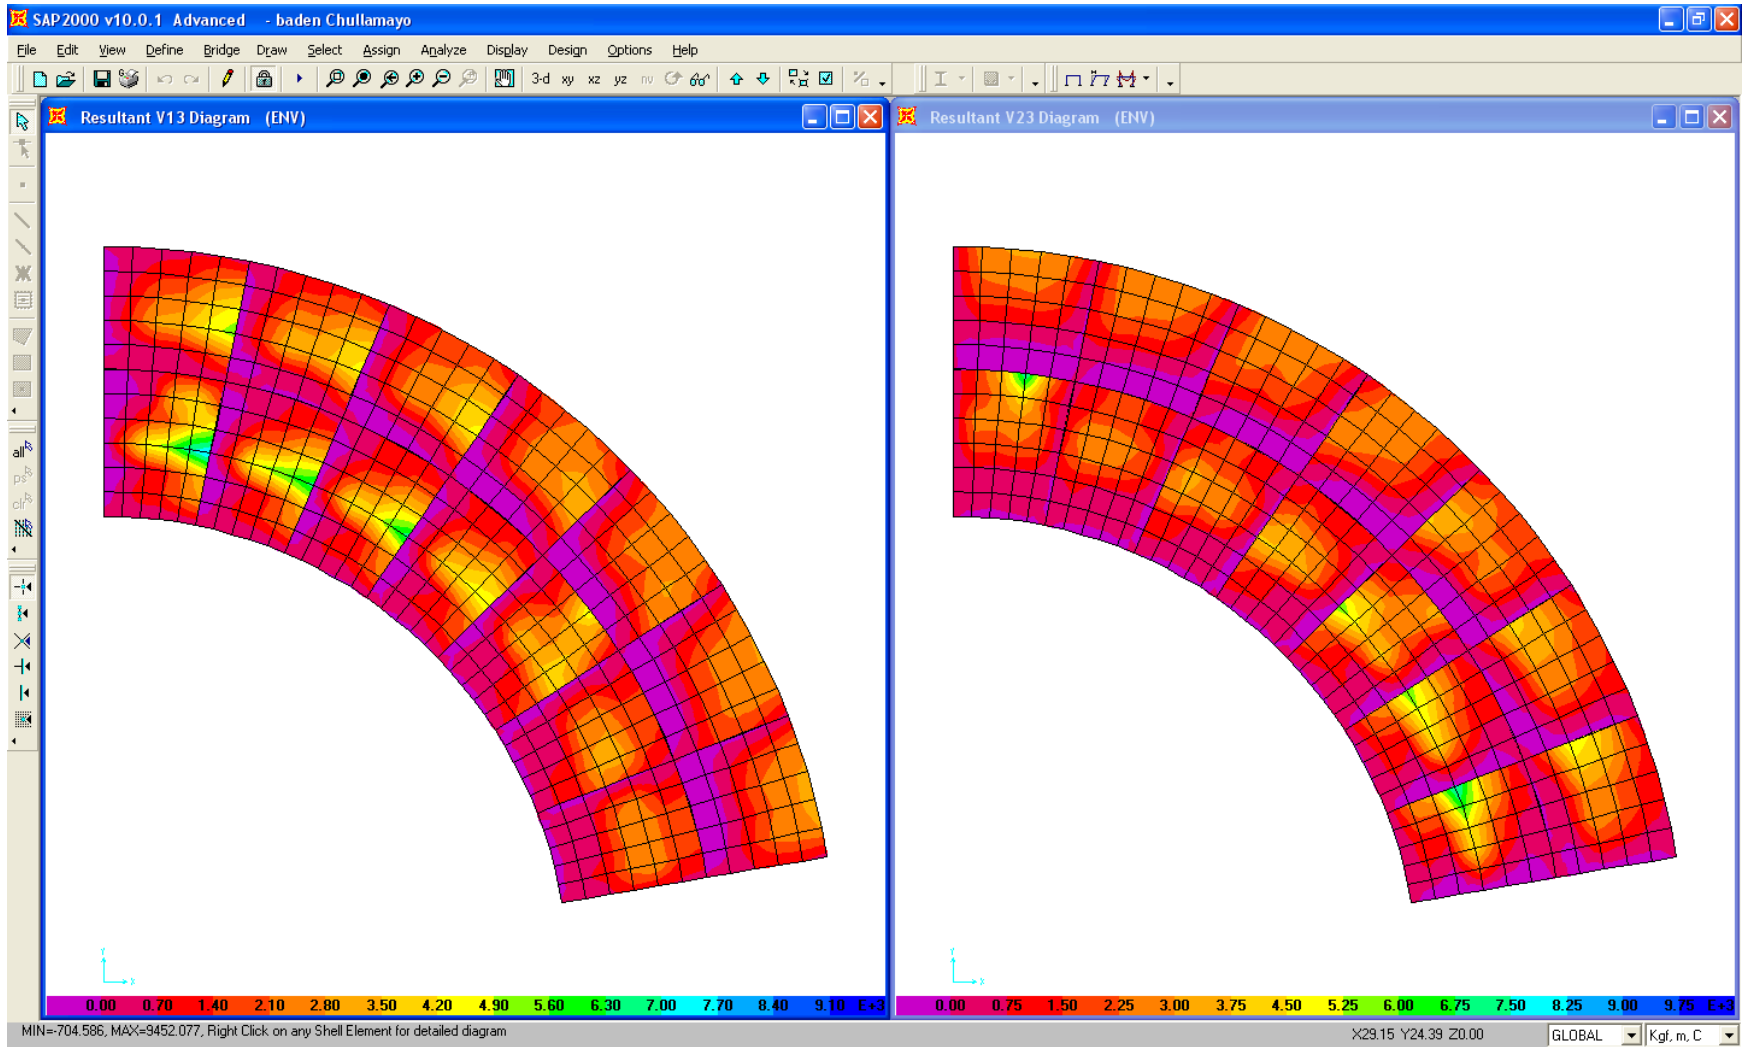 SAP2000 v10.0.1 Advanced - baden Chullamayo
File Edit View Define Bridge Draw Select Assign Analyze Display Design Options Help
3-d xy xz yz nv
Resultant V13 Diagram (ENV)
Resultant V23 Diagram (ENV)
all
ps
clr
Y
X
Y
X
0.00 0.70 1.40 2.10 2.80 3.50 4.20 4.90 5.60 6.30 7.00 7.70 8.40 9.10 E+3
0.00 0.75 1.50 2.25 3.00 3.75 4.50 5.25 6.00 6.75 7.50 8.25 9.00 9.75 E+3
MIN=-704.586, MAX=9452.077, Right Click on any Shell Element for detailed diagram
X29.15 Y24.39 Z0.00
GLOBAL
Kgf, m, C